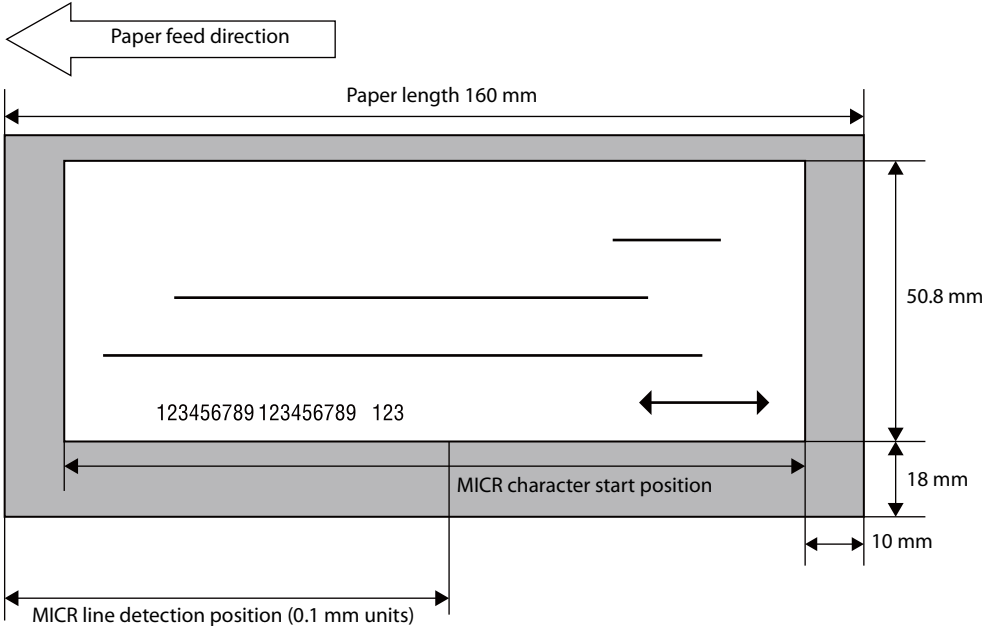 Paper feed direction
Paper length 160 mm
50.8 mm
123456789 123456789 123
MICR character start position
18 mm
10 mm
MICR line detection position (0.1 mm units)